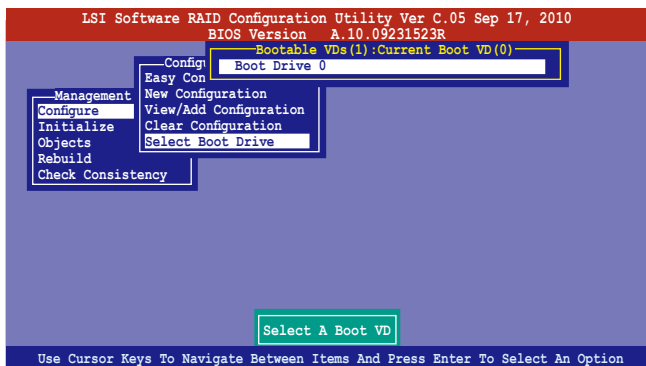 LSI Software RAID Configuration Utility Ver C.05 Sep 17, 2010
BIOS Version A.10.09231523R
Bootable VDs(1):Current Boot VD(0)
Boot Drive 0
Config
Easy Con
New Configuration
View/Add Configuration
Clear Configuration
Select Boot Drive
Management
Configure
Initialize
Objects
Rebuild
Check Consistency
Select A Boot VD
Use Cursor Keys To Navigate Between Items And Press Enter To Select An Option